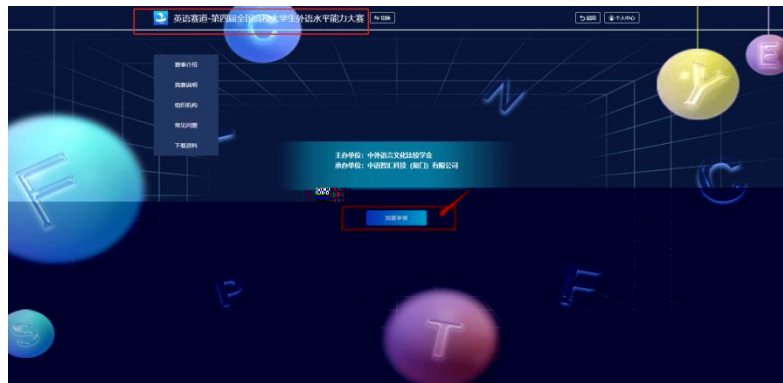 英语赛道-第四届全国高校大学生外语水平能力大赛
切换
返回
个人中心
赛事介绍
竞赛说明
组织机构
常见问题
下载资料
主办单位：中外语言文化比较学会
承办单位：中语智汇科技（厦门）有限公司
我要参赛
F
N
Y
E
C
P
F
S
T